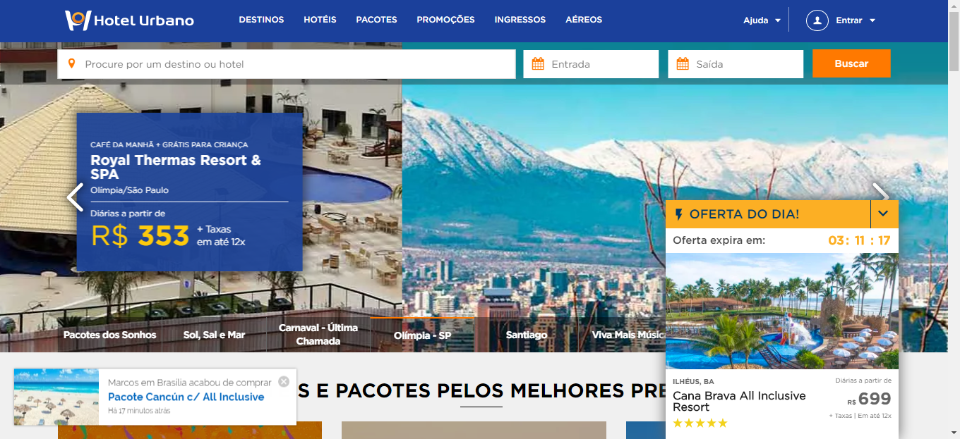 Hotel Urbano
DESTINOS HOTÉIS PACOTES PROMOÇÕES INGRESSOS AÉREOS Ajuda Entrar
Procure por um destino ou hotel Entrada Saída Buscar
CAFÉ DA MANHÃ + GRÁTIS PARA CRIANÇA
Royal Thermas Resort &
SPA
Olímpia/São Paulo
Diárias a partir de
R$ 353 + Taxas
em até 12x
OFERTA DO DIA!
Oferta expira em: 03 : 11 : 17
Pacotes dos Sonhos Sol, Sal e Mar Carnaval - Última
Chamada Olímpia - SP Santiago Viva Mais Músic
Marcos em Brasília acabou de comprar
Pacote Cancún c/ All Inclusive
Há 17 minutos atrás
S E PACOTES PELOS MELHORES PRE
ILHÉUS, BA
Cana Brava All Inclusive
Resort
Diárias a partir de
R$ 699
+ Taxas | Em até 12x